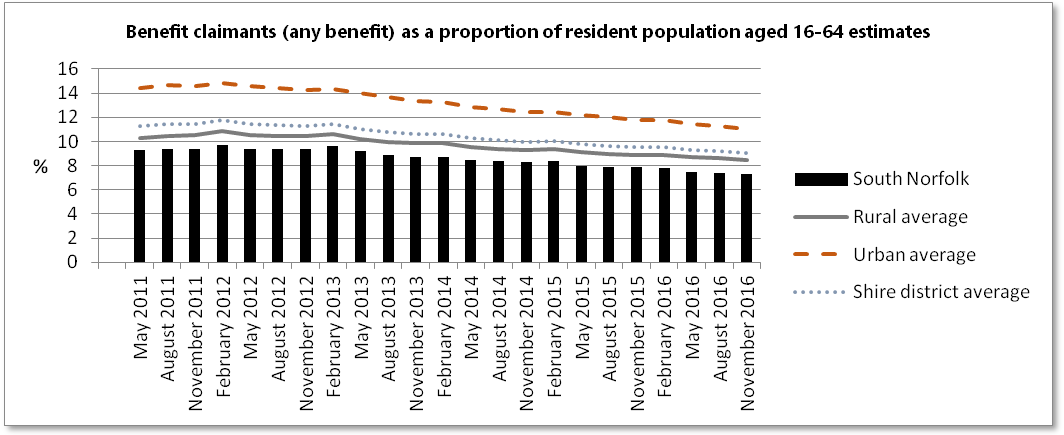 Benefit claimants (any benefit) as a proportion of resident population aged 16-64 estimates
16
14
12
10
8
6
4
2
0
%
May 2011
August 2011
November 2011
February 2012
May 2012
August 2012
November 2012
February 2013
May 2013
August 2013
November 2013
February 2014
May 2014
August 2014
November 2014
February 2015
May 2015
August 2015
November 2015
February 2016
May 2016
August 2016
November 2016
South Norfolk
Rural average
Urban average
Shire district average